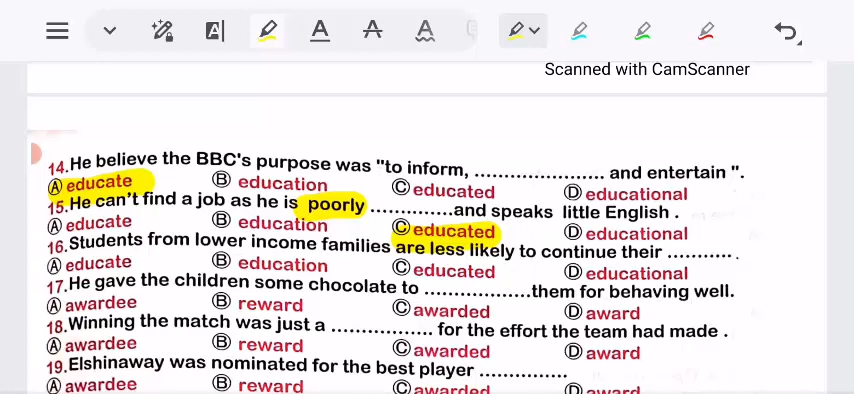 Scanned with CamScanner
14.He believe the BBC's purpose was "to inform, ........................ and entertain ".
Ⓐ educate Ⓑ education Ⓒ educated Ⓓ educational
15.He can't find a job as he is poorly ...............and speaks little English .
Ⓐ educate Ⓑ education Ⓒ educated Ⓓ educational
16.Students from lower income families are less likely to continue their ............ .
Ⓐ educate Ⓑ education Ⓒ educated Ⓓ educational
17.He gave the children some chocolate to ...................them for behaving well.
Ⓐ awardee Ⓑ reward Ⓒ awarded Ⓓ award
18.Winning the match was just a .................. for the effort the team had made .
Ⓐ awardee Ⓑ reward Ⓒ awarded Ⓓ award
19.Elshinaway was nominated for the best player ...............
Ⓐ awardee Ⓑ reward Ⓒ awarded Ⓓ award